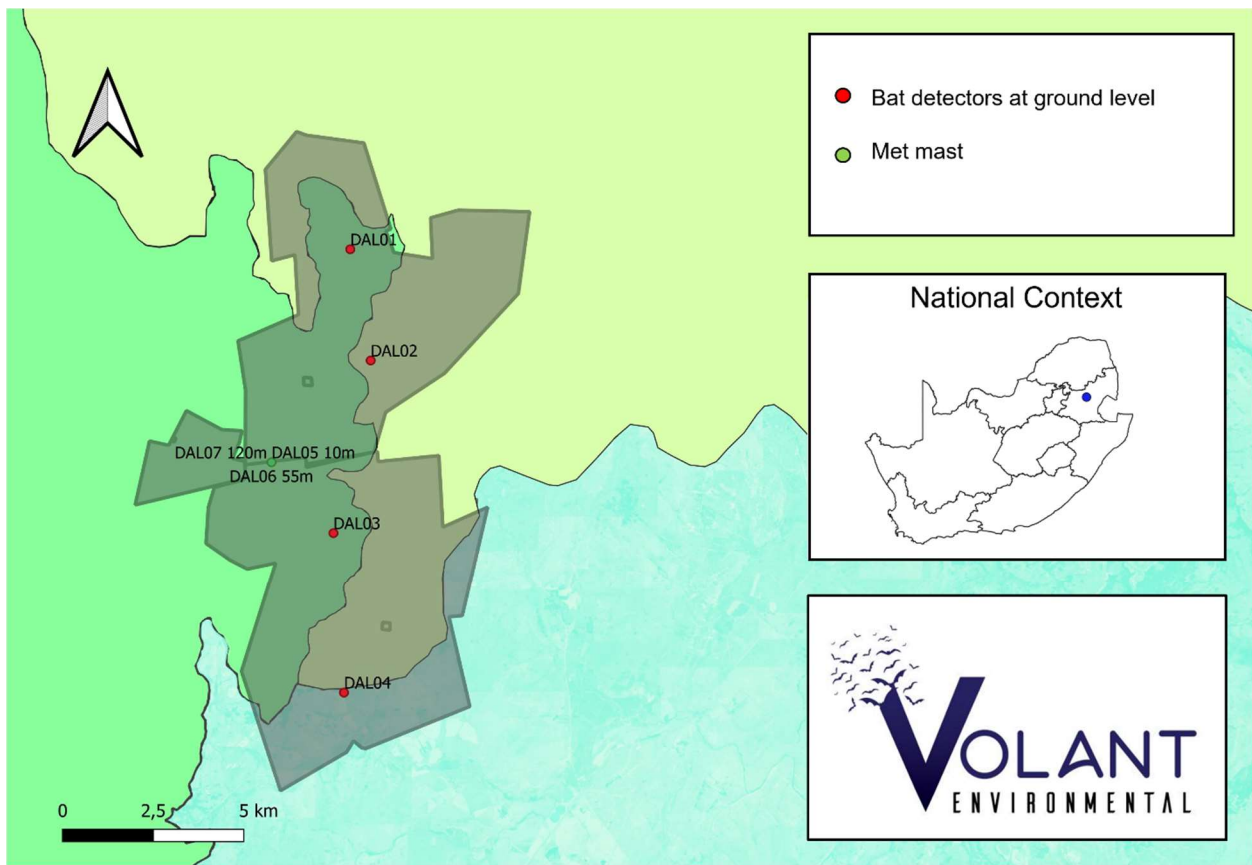 Bat detectors at ground level
Met mast
National Context
DAL01
DAL02
DAL07 120m DAL05 10m
DAL06 55m
DAL03
DAL04
0 2,5 5 km
VOLANT
ENVIRONMENTAL